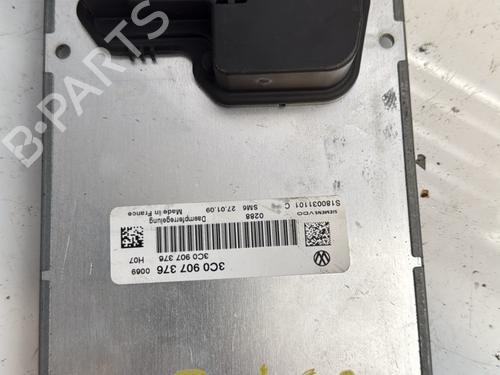 B-PARTS
3C0 907 376 0069
3C0 907 376 H07
0288
Daempferregelung SM6 27.01.09
Made in France
SIEMENS VDO
S180031101 C